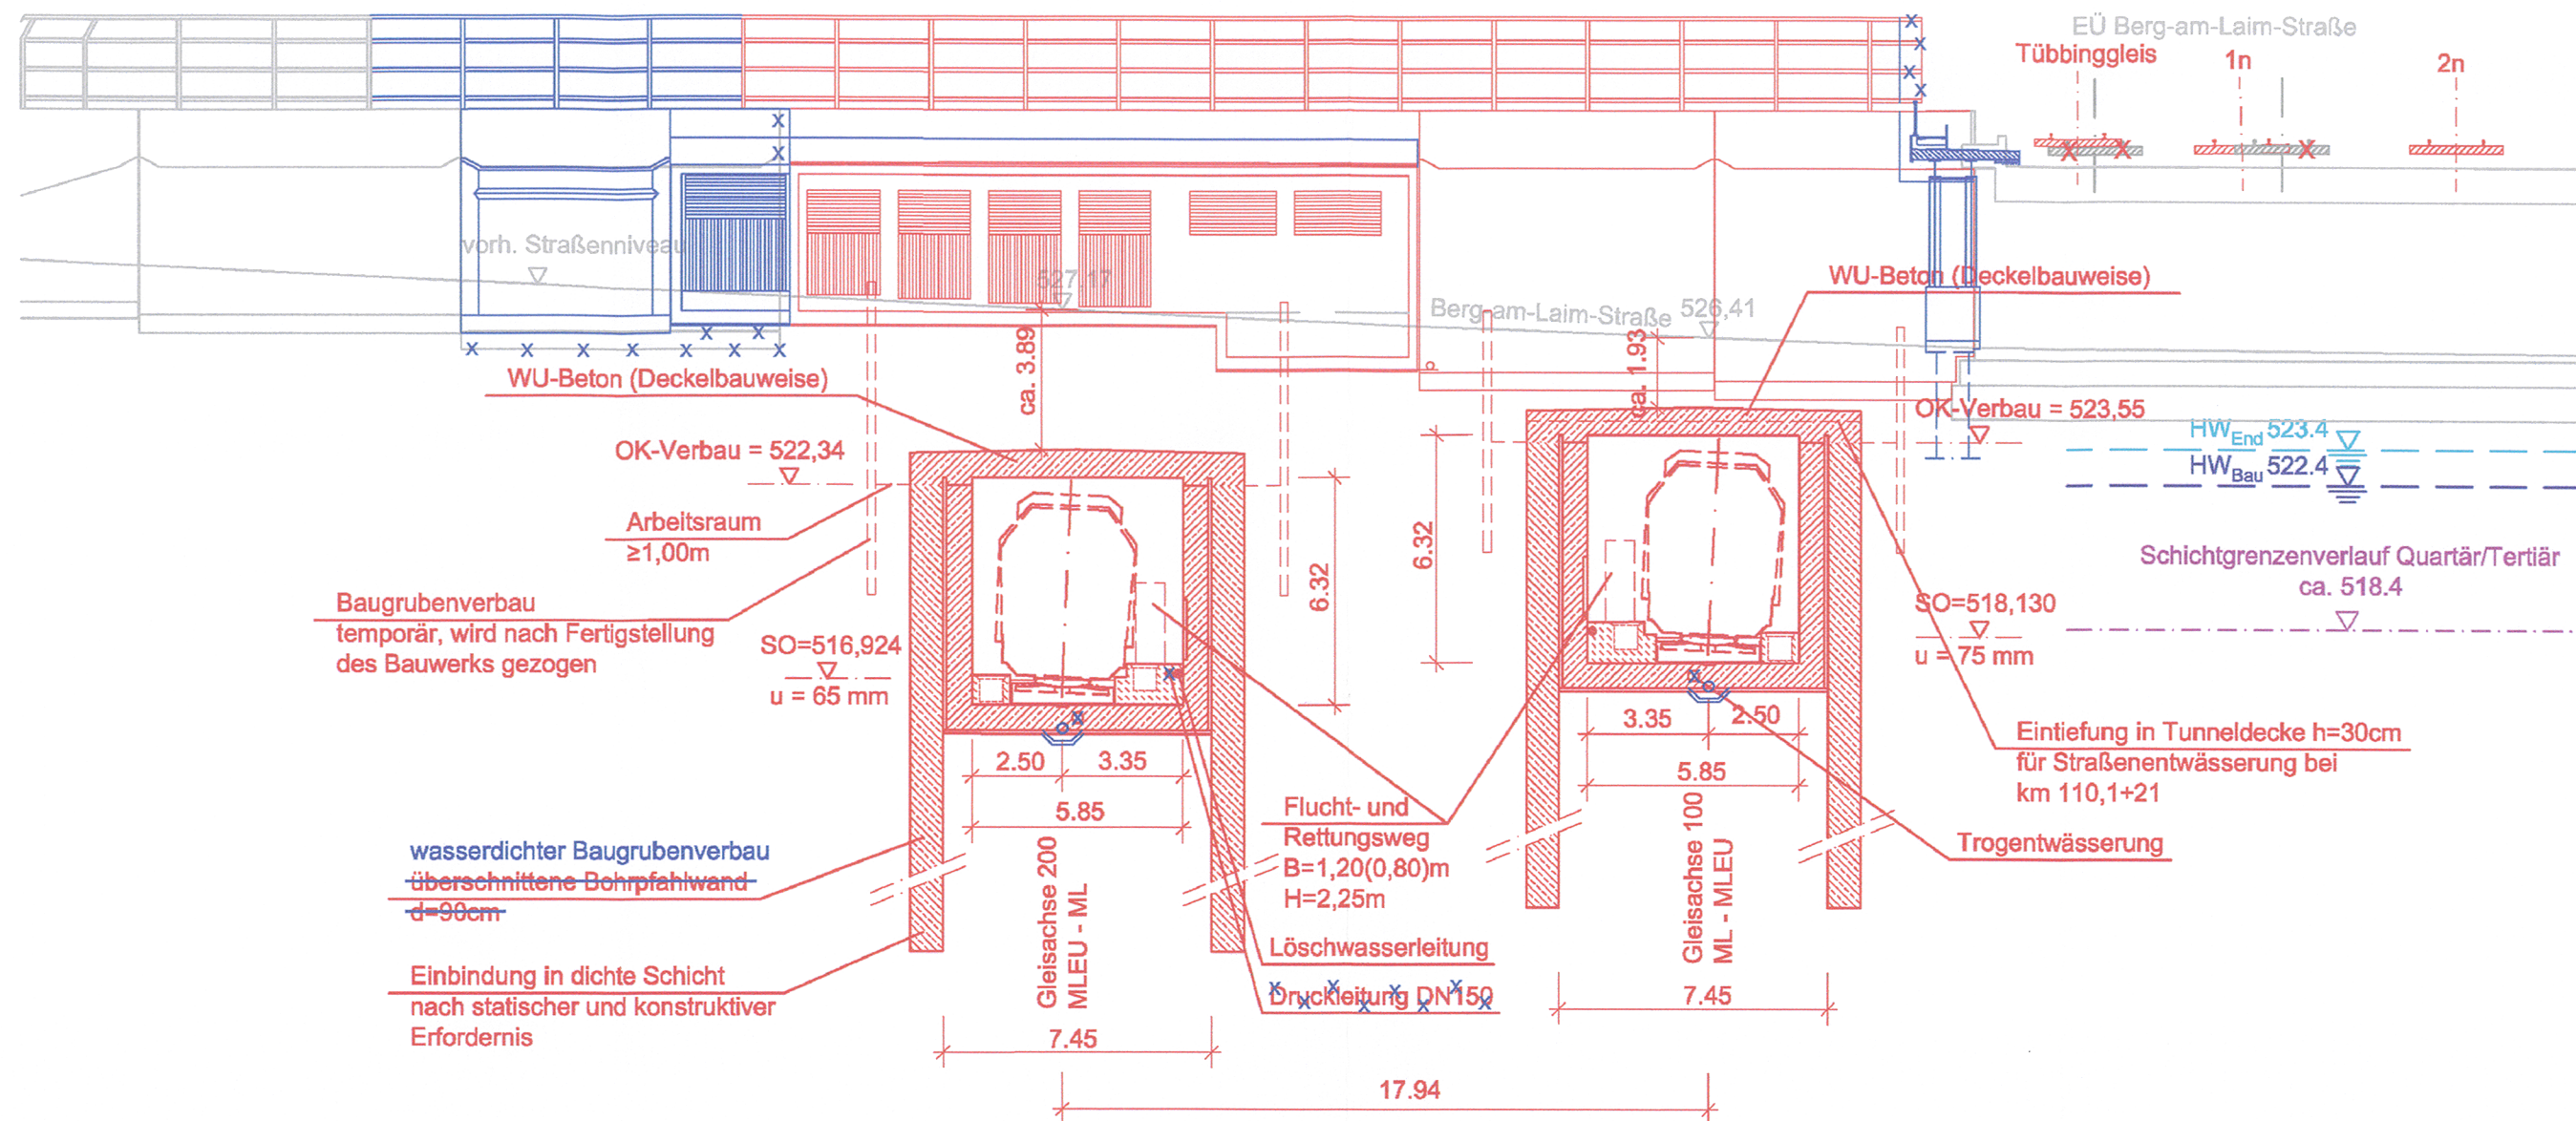 EÜ Berg-am-Laim-Straße
Tübbinggleis
1n
2n
vorh. Straßenniveau
527,17
Berg-am-Laim-Straße 526,41
WU-Beton (Deckelbauweise)
WU-Beton (Deckelbauweise)
ca. 3.89
ca. 1.93
OK-Verbau = 522,34
OK-Verbau = 523,55
HWEnd 523.4
HWBau 522.4
Arbeitsraum
≥1,00m
6.32
6.32
Schichtgrenzenverlauf Quartär/Tertiär
ca. 518.4
Baugrubenverbau
temporär, wird nach Fertigstellung
des Bauwerks gezogen
SO=516,924
u = 65 mm
SO=518,130
u = 75 mm
2.50
3.35
5.85
3.35
2.50
5.85
Eintiefung in Tunneldecke h=30cm
für Straßenentwässerung bei
km 110,1+21
Trogentwässerung
Flucht- und
Rettungsweg
B=1,20(0,80)m
H=2,25m
wasserdichter Baugrubenverbau
überschnittene Bohrpfahlwand
d=90cm
Gleisachse 200
MLEU - ML
Gleisachse 100
ML - MLEU
Löschwasserleitung
Druckleitung DN150
Einbindung in dichte Schicht
nach statischer und konstruktiver
Erfordernis
7.45
7.45
17.94